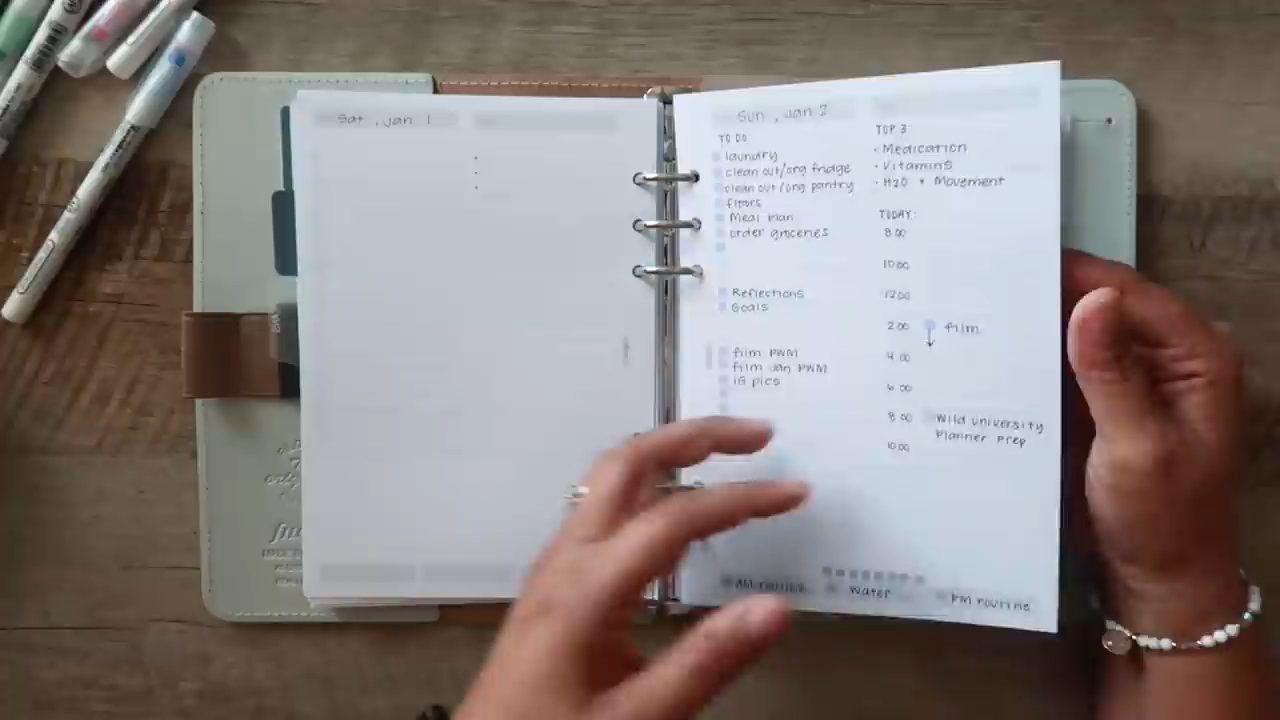 Sat, Jan 1
Sun, Jan 2
TO DO
laundry
clean out/org fridge
clean out/org pantry
floors
Meal plan
order groceries
Reflections
Goals
film PWM
film Jan PWM
IG pics
TOP 3:
• Medication
• Vitamins
• H2O + Movement
TODAY:
8:00
10:00
12:00
2:00 film
4:00
6:00
8:00 Wild university
Planner Prep
10:00
AM routine
Water
PM routine